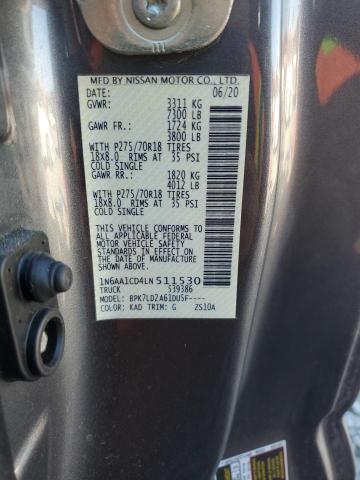 MFD BY NISSAN MOTOR CO., LTD.
DATE: 06/20
GVWR: 3311 KG
7300 LB
GAWR FR.: 1724 KG
3800 LB
WITH P275/70R18 TIRES
18X8.0 RIMS AT 35 PSI
COLD SINGLE
GAWR RR.: 1820 KG
4012 LB
WITH P275/70R18 TIRES
18X8.0 RIMS AT 35 PSI
COLD SINGLE
THIS VEHICLE CONFORMS TO
ALL APPLICABLE FEDERAL
MOTOR VEHICLE SAFETY
STANDARDS IN EFFECT ON
THE DATE OF MANUFACTURE
SHOWN ABOVE.
1N6AA1CD4LN511530
TRUCK 539386
MODEL: BPK7LD2A61DU5F----
COLOR: KAD TRIM: G ZS10A